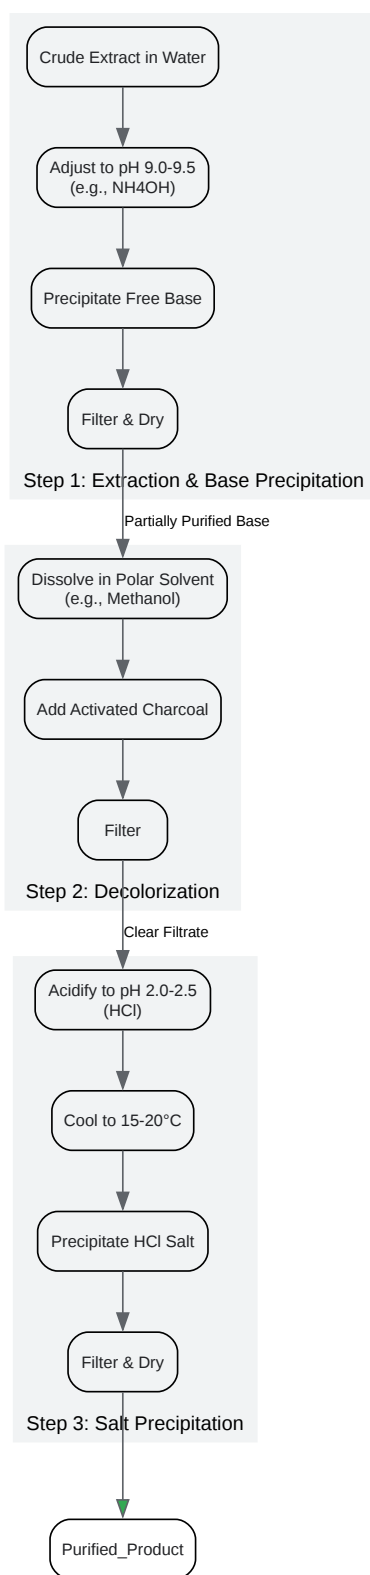 Crude Extract in Water
Adjust to pH 9.0-9.5
(e.g., NH4OH)
Precipitate Free Base
Filter & Dry
Step 1: Extraction & Base Precipitation
Partially Purified Base
Dissolve in Polar Solvent
(e.g., Methanol)
Add Activated Charcoal
Filter
Step 2: Decolorization
Clear Filtrate
Acidify to pH 2.0-2.5
(HCl)
Cool to 15-20°C
Precipitate HCl Salt
Filter & Dry
Step 3: Salt Precipitation
Purified_Product